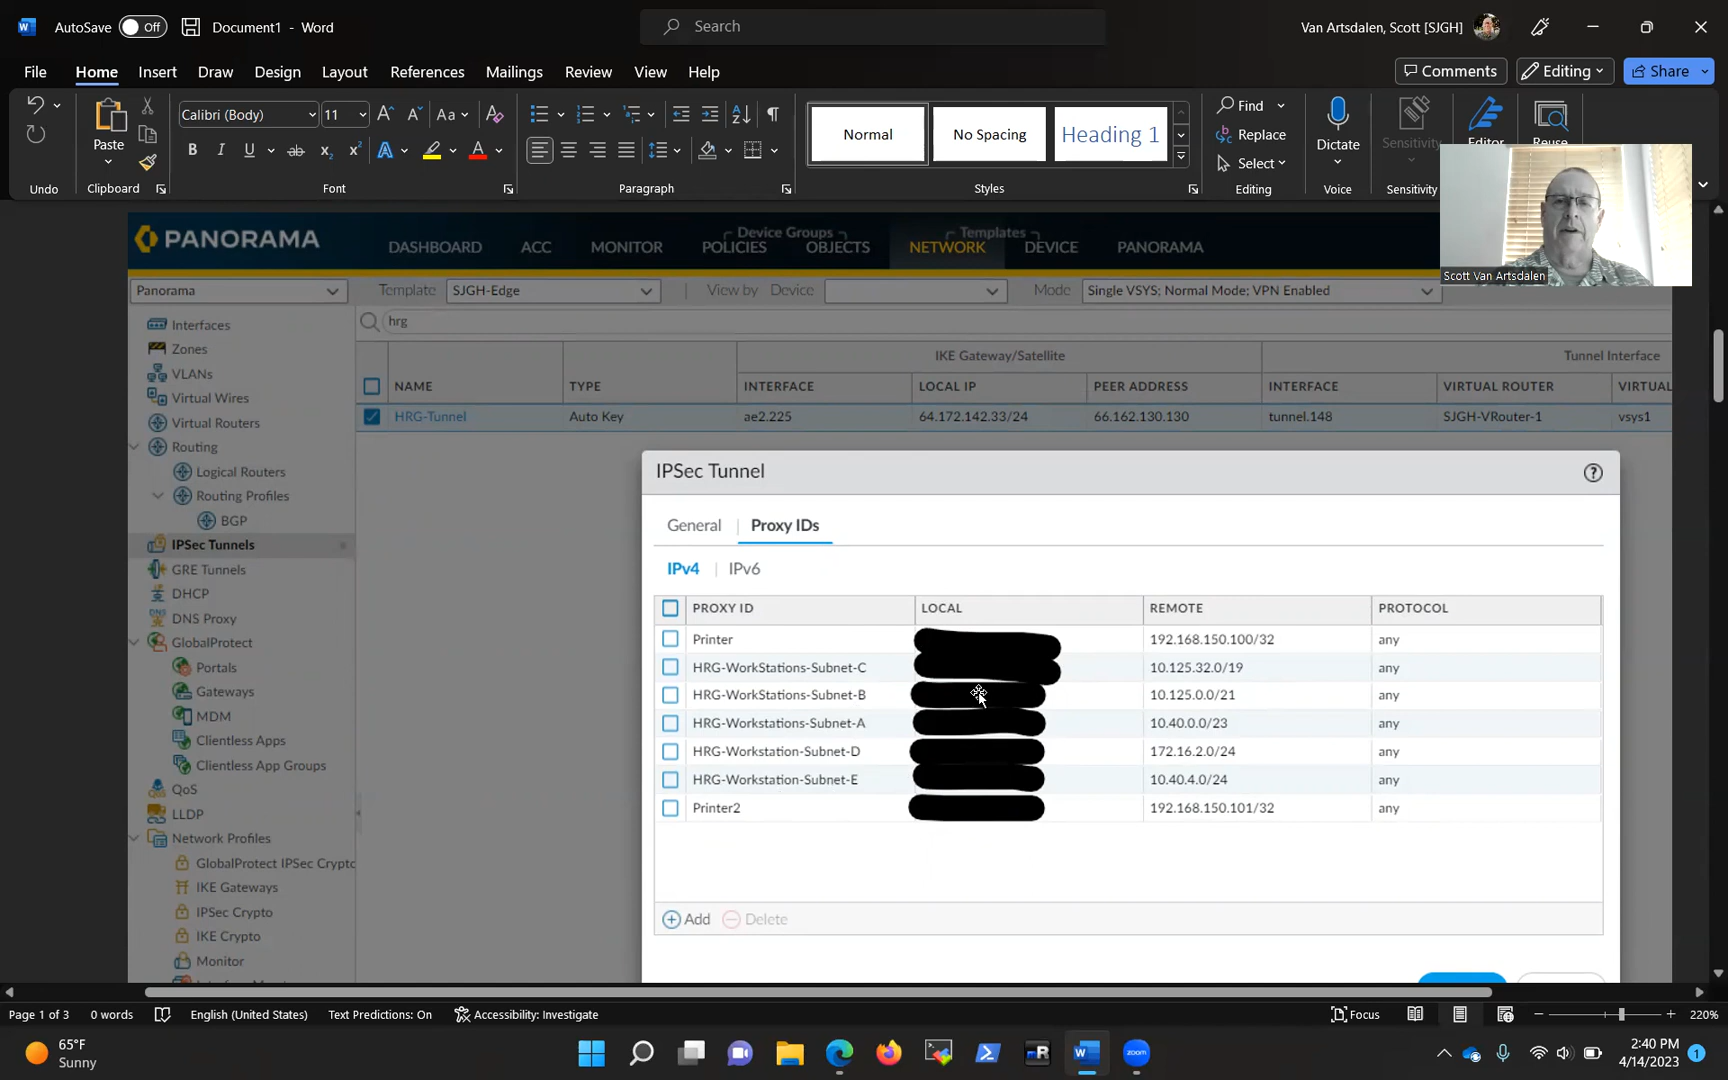 AutoSave Off Document1 - Word Search Van Artsdalen, Scott [SJGH]
File Home Insert Draw Design Layout References Mailings Review View Help Comments Editing Share
Calibri (Body) 11 Aa Normal No Spacing Heading 1 Find Replace Select Paste Dictate Sensitivity Editor Reuse
Undo Clipboard Font Paragraph Styles Editing Voice Sensitivity
Scott Van Artsdalen
PANORAMA DASHBOARD ACC MONITOR Device Groups POLICIES OBJECTS Templates NETWORK DEVICE PANORAMA
Panorama Template SJGH-Edge View by Device Mode Single VSYS; Normal Mode; VPN Enabled
hrg
IKE Gateway/Satellite Tunnel Interface
NAME TYPE INTERFACE LOCAL IP PEER ADDRESS INTERFACE VIRTUAL ROUTER VIRTUAL
HRG-Tunnel Auto Key ae2.225 64.172.142.33/24 66.162.130.130 tunnel.148 SJGH-VRouter-1 vsys1
Interfaces
Zones
VLANs
Virtual Wires
Virtual Routers
Routing
Logical Routers
Routing Profiles
BGP
IPSec Tunnels
GRE Tunnels
DHCP
DNS Proxy
GlobalProtect
Portals
Gateways
MDM
Clientless Apps
Clientless App Groups
QoS
LLDP
Network Profiles
GlobalProtect IPSec Crypto
IKE Gateways
IPSec Crypto
IKE Crypto
Monitor
IPSec Tunnel
General Proxy IDs
IPv4 IPv6
PROXY ID LOCAL REMOTE PROTOCOL
Printer 192.168.150.100/32 any
HRG-WorkStations-Subnet-C 10.125.32.0/19 any
HRG-WorkStations-Subnet-B 10.125.0.0/21 any
HRG-Workstations-Subnet-A 10.40.0.0/23 any
HRG-Workstation-Subnet-D 172.16.2.0/24 any
HRG-Workstation-Subnet-E 10.40.4.0/24 any
Printer2 192.168.150.101/32 any
Add Delete
Page 1 of 3 0 words English (United States) Text Predictions: On Accessibility: Investigate Focus 220%
65°F
Sunny
zoom
2:40 PM
4/14/2023 1